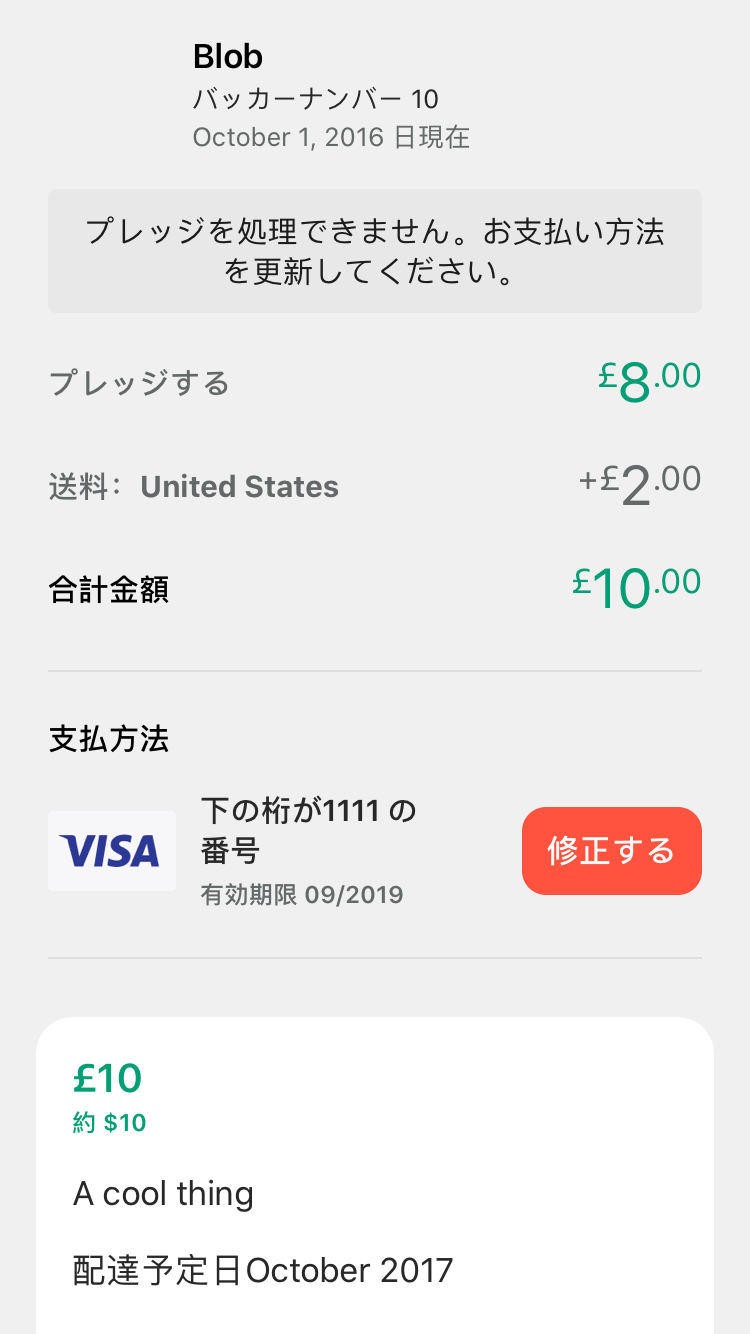 Blob
バッカーナンバー 10
October 1, 2016 日現在
プレッジを処理できません。お支払い方法
を更新してください。
プレッジする £8.00
送料： United States +£2.00
合計金額 £10.00
支払方法
VISA
下の桁が1111 の
番号
有効期限 09/2019
修正する
£10
約 $10
A cool thing
配達予定日October 2017